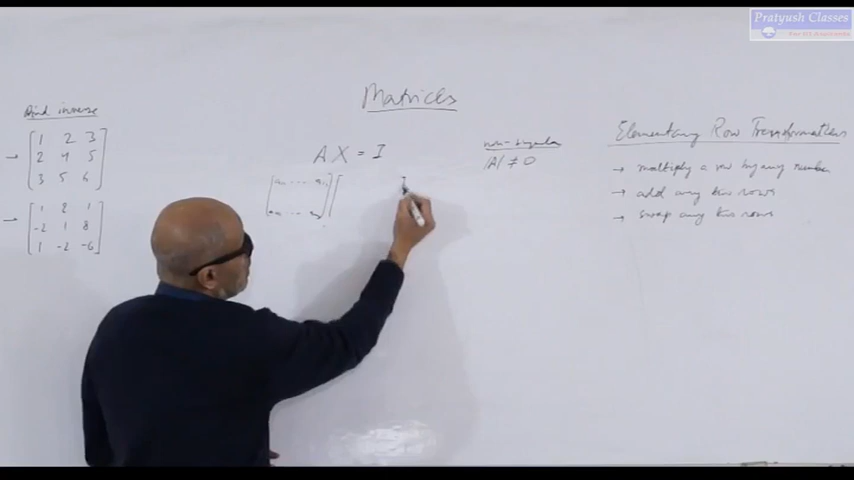 Pratyush Classes
Matrices
Find inverse
1 2 3
2 4 5
3 5 6
1 2 1
-2 1 8
1 -2 -6
AX = I
non-singular
|A| ≠ 0
Elementary Row Transformations
→ multiply a row by any number
→ add any two rows
→ swap any two rows